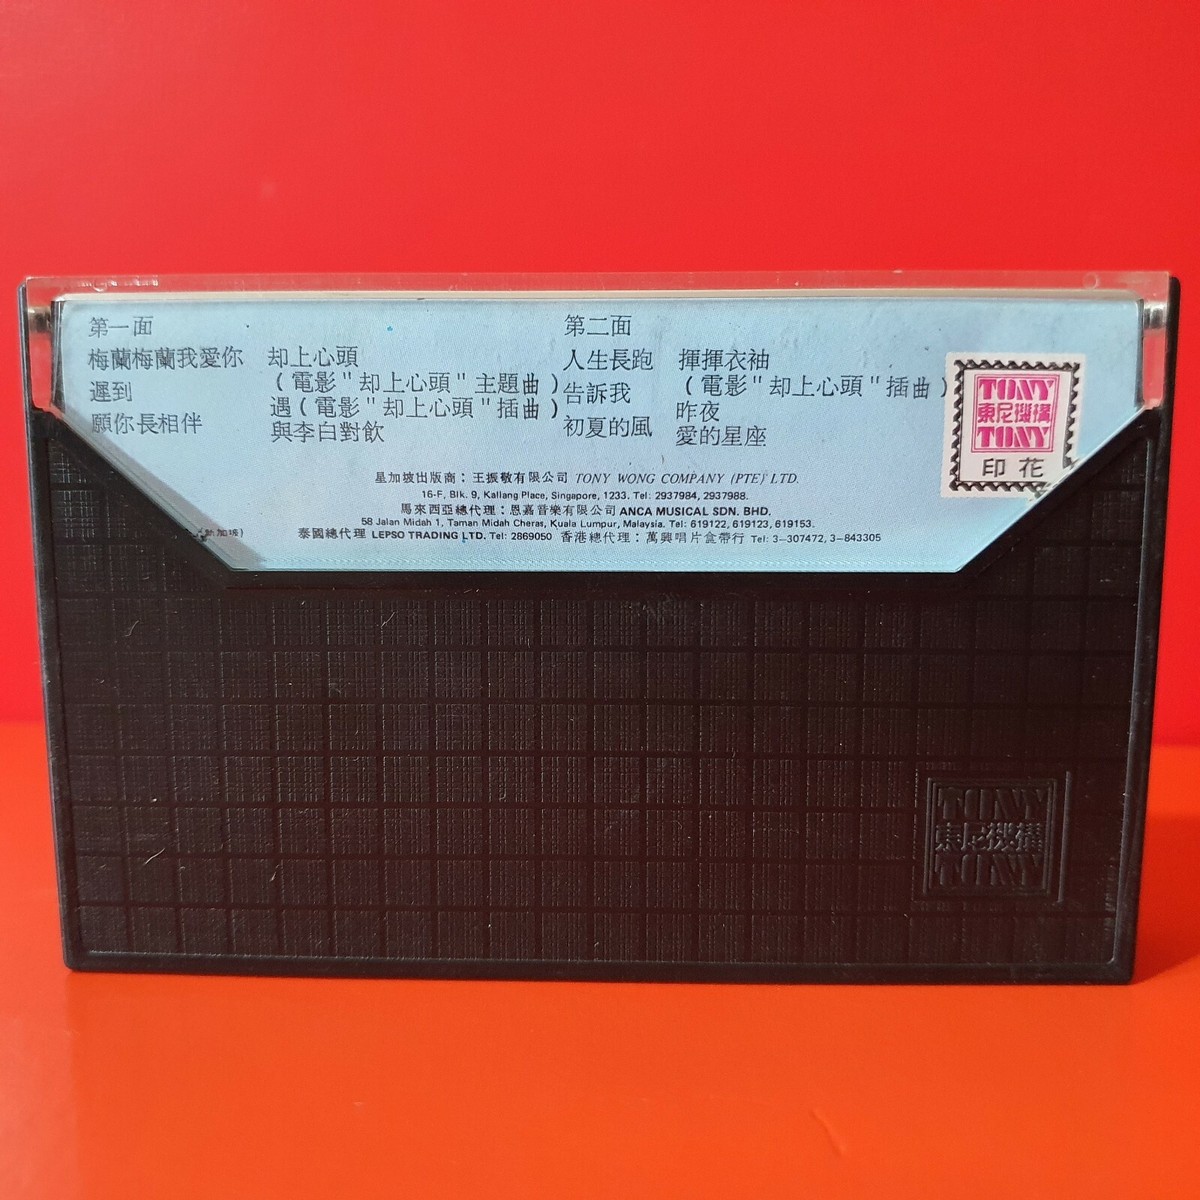 第一面
梅蘭梅蘭我愛你
遲到
願你長相伴
却上心頭
(電影"却上心頭"主題曲)
遇(電影"却上心頭"插曲)
與李白對飲
第二面
人生長跑
告訴我
初夏的風
揮揮衣袖
(電影"却上心頭"插曲)
昨夜
愛的星座
TONY
東尼機構
TONY
印花
星加坡出版商：王振敬有限公司 TONY WONG COMPANY (PTE) LTD.
16-F, Blk. 9, Kallang Place, Singapore, 1233. Tel: 2937984, 2937988.
馬來西亞總代理：恩嘉音樂有限公司 ANCA MUSICAL SDN. BHD.
58 Jalan Midah 1, Taman Midah Cheras, Kuala Lumpur, Malaysia. Tel: 619122, 619123, 619153.
泰國總代理 LEPSO TRADING LTD. Tel: 2869050 香港總代理：萬興唱片盒帶行 Tel: 3-307472, 3-843305
TONY
東尼機構
TONY